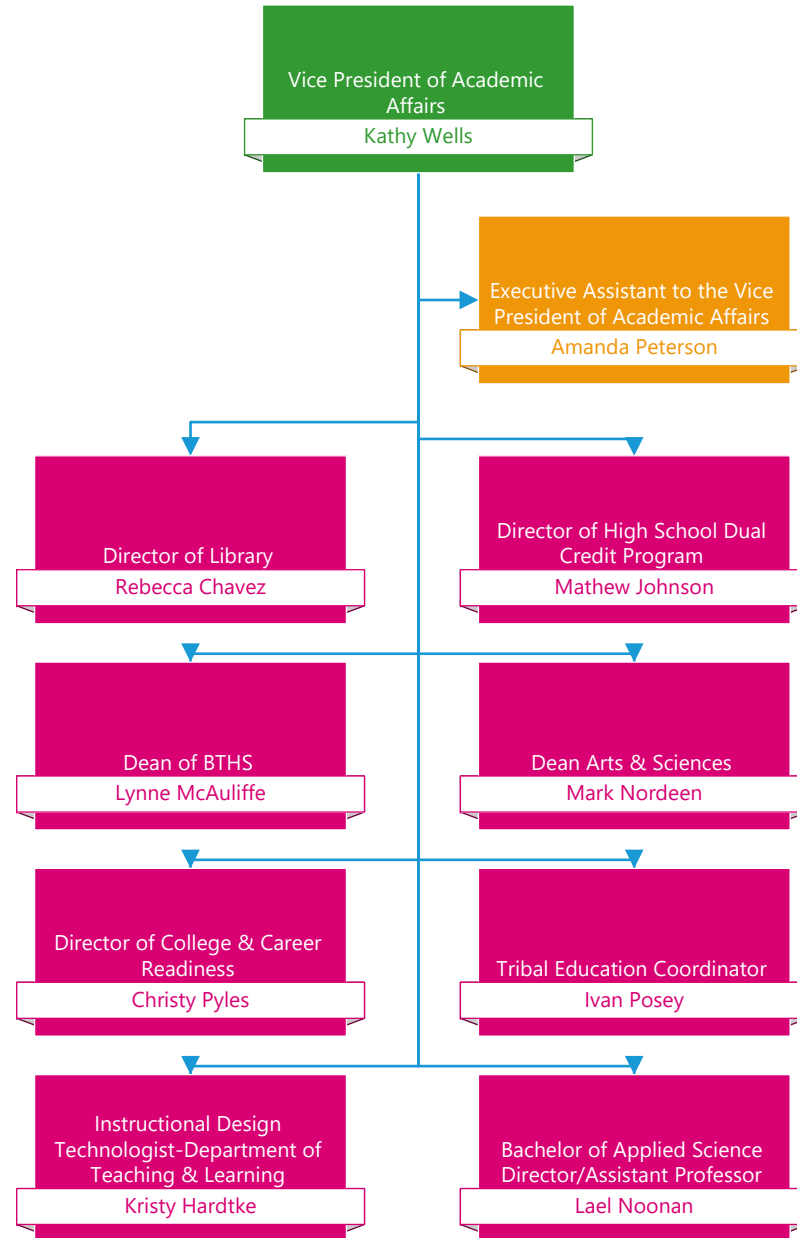 Vice President of Academic
Affairs
Kathy Wells
Executive Assistant to the Vice
President of Academic Affairs
Amanda Peterson
Director of Library
Rebecca Chavez
Director of High School Dual
Credit Program
Mathew Johnson
Dean of BTHS
Lynne McAuliffe
Dean Arts & Sciences
Mark Nordeen
Director of College & Career
Readiness
Christy Pyles
Tribal Education Coordinator
Ivan Posey
Instructional Design
Technologist-Department of
Teaching & Learning
Kristy Hardtke
Bachelor of Applied Science
Director/Assistant Professor
Lael Noonan